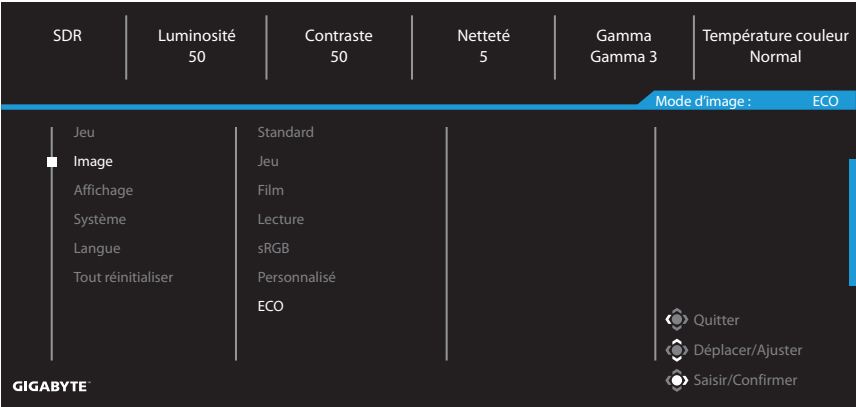 SDR
Luminosité
50
Contraste
50
Netteté
5
Gamma
Gamma 3
Température couleur
Normal
Mode d'image : ECO
Jeu
Image
Affichage
Système
Langue
Tout réinitialiser
Standard
Jeu
Film
Lecture
sRGB
Personnalisé
ECO
Quitter
Déplacer/Ajuster
Saisir/Confirmer
GIGABYTE™